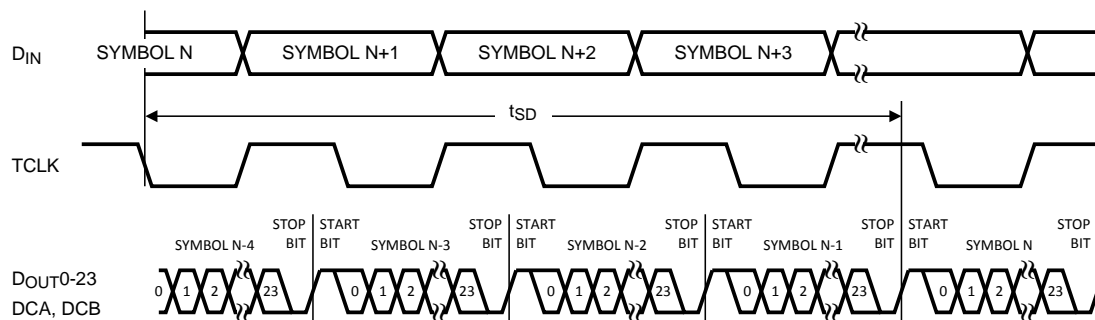 DIN SYMBOL N SYMBOL N+1 SYMBOL N+2 SYMBOL N+3
tSD
TCLK
STOP BIT START BIT STOP BIT START BIT STOP BIT START BIT STOP BIT START BIT STOP BIT
SYMBOL N-4 SYMBOL N-3 SYMBOL N-2 SYMBOL N-1 SYMBOL N
DOUT0-23
DCA, DCB
0 1 2 23 0 1 2 23 0 1 2 23 0 1 2 23 0 1 2 23